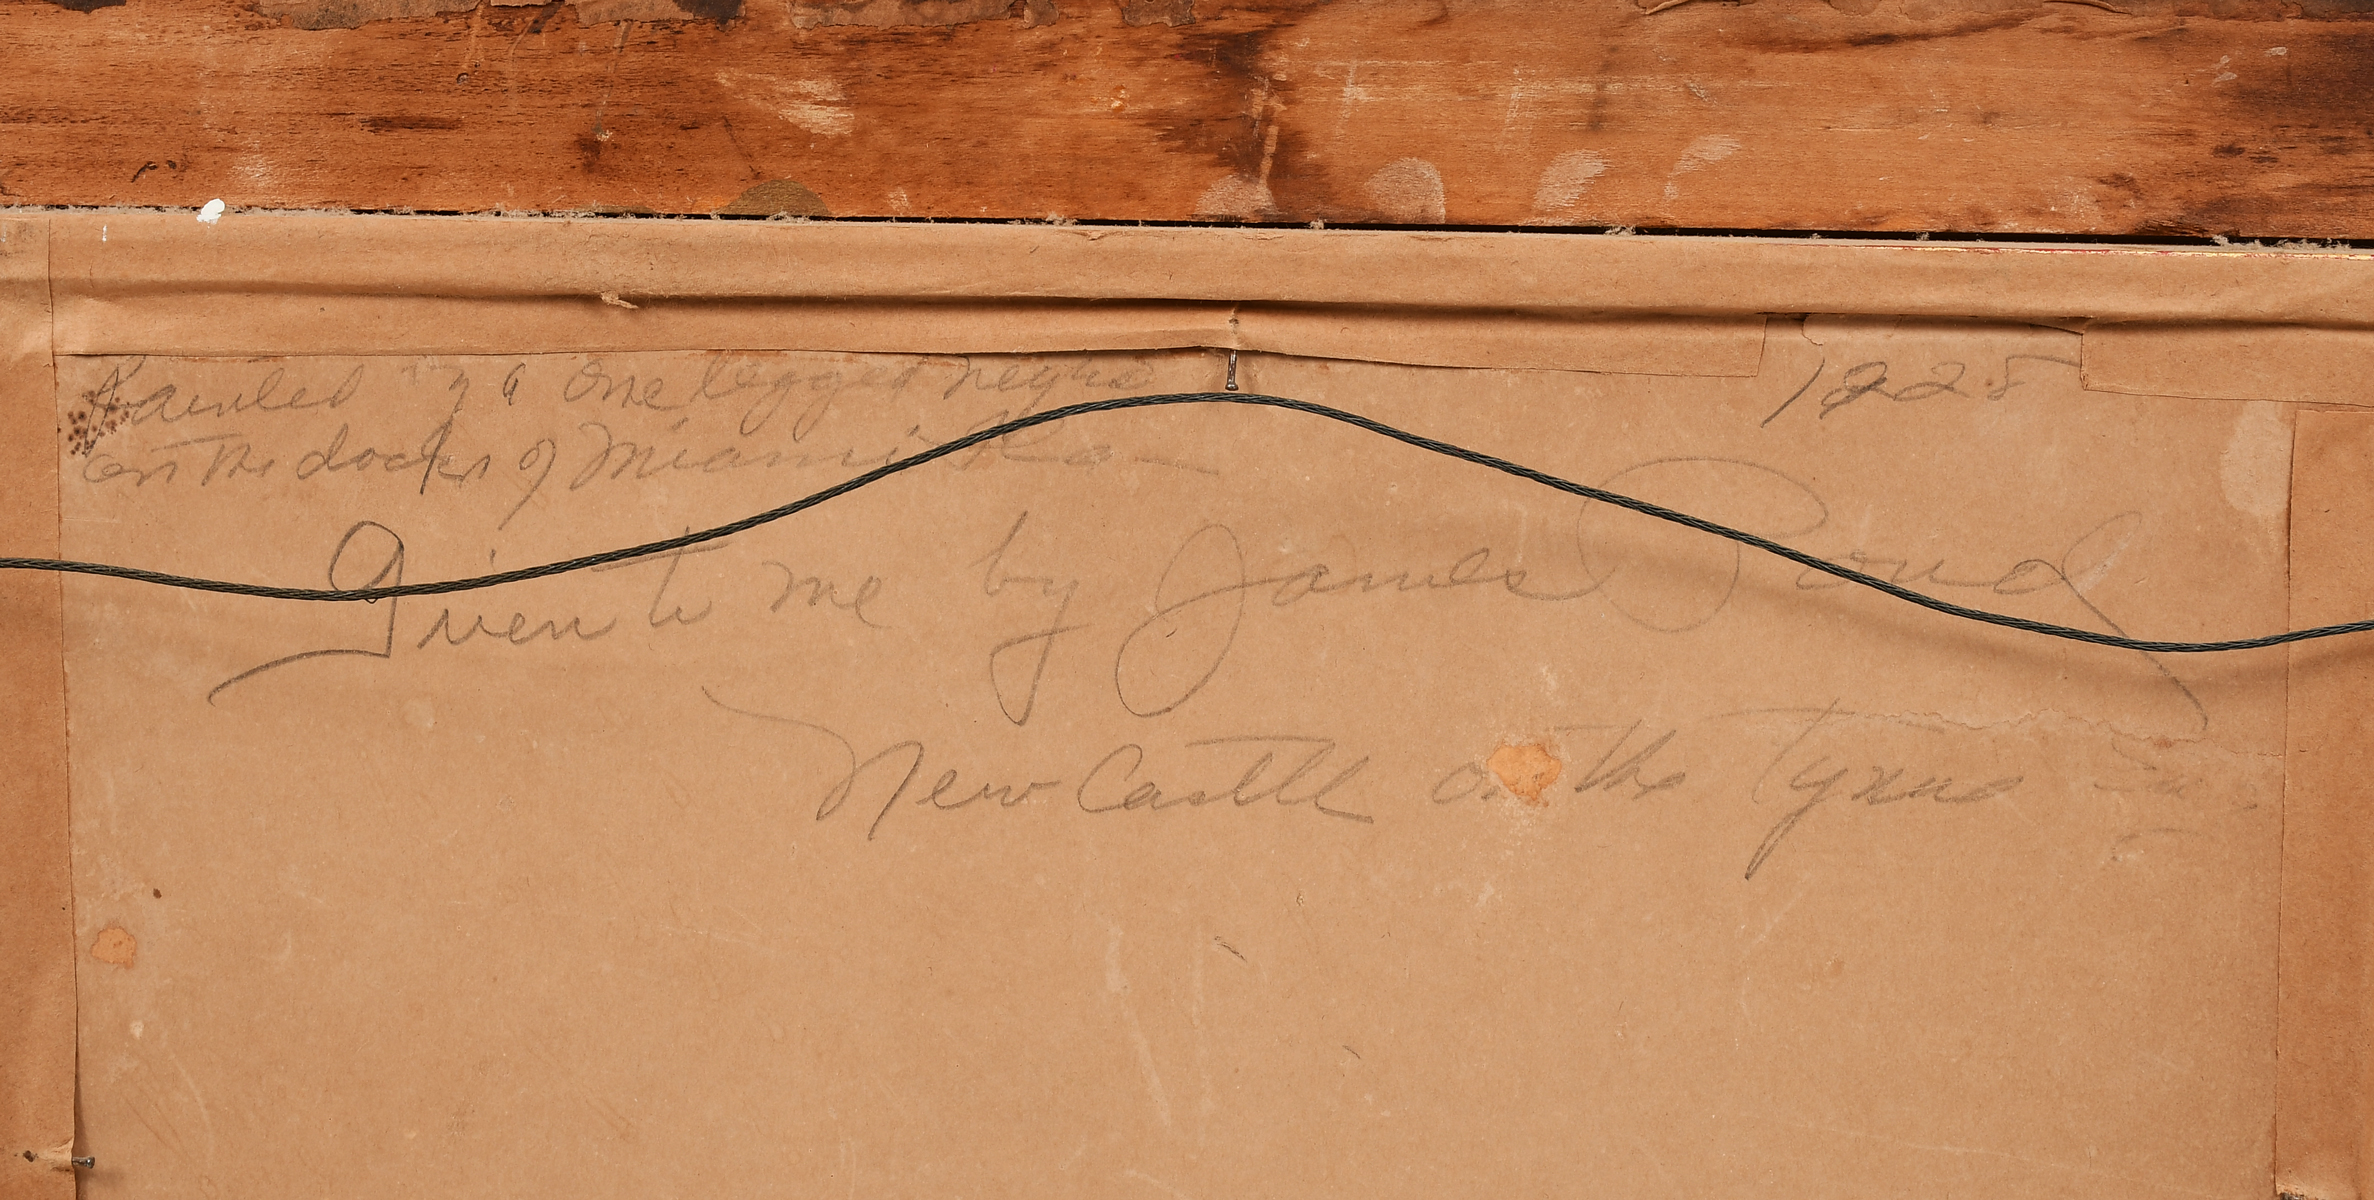 Painted by a one legged negro
on the docks of Miami Fla —
1928
Given to me by James Pond
New Castle on the Tyne